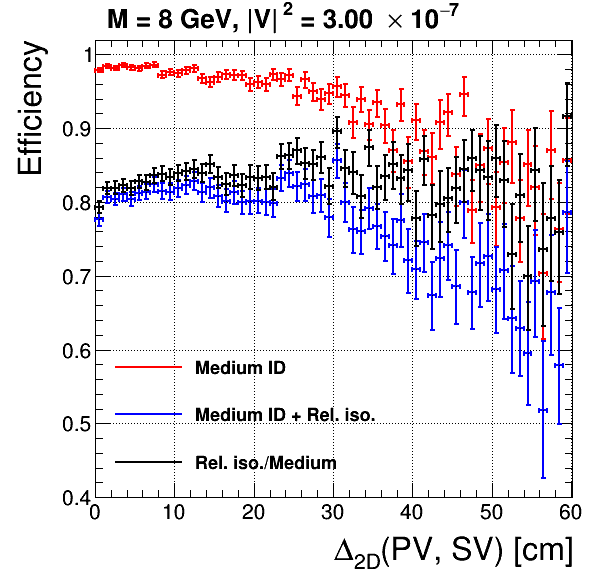 M = 8 GeV, |V|² = 3.00 × 10⁻⁷
Efficiency
1
0.9
0.8
0.7
0.6
0.5
0.4
Medium ID
Medium ID + Rel. iso.
Rel. iso./Medium
0 10 20 30 40 50 60
Δ₂D(PV, SV) [cm]